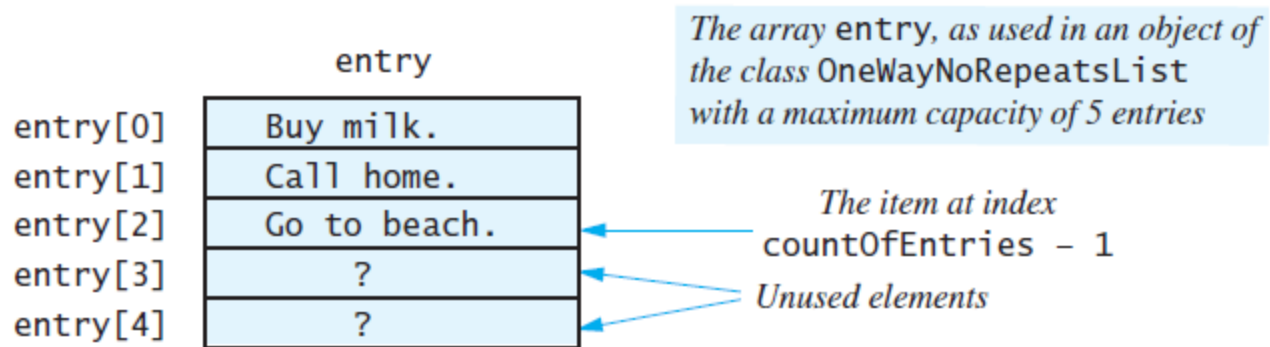 The array entry, as used in an object of
the class OneWayNoRepeatsList
with a maximum capacity of 5 entries
entry
entry[0] Buy milk.
entry[1] Call home.
entry[2] Go to beach.
entry[3] ?
entry[4] ?
The item at index
countOfEntries – 1
Unused elements